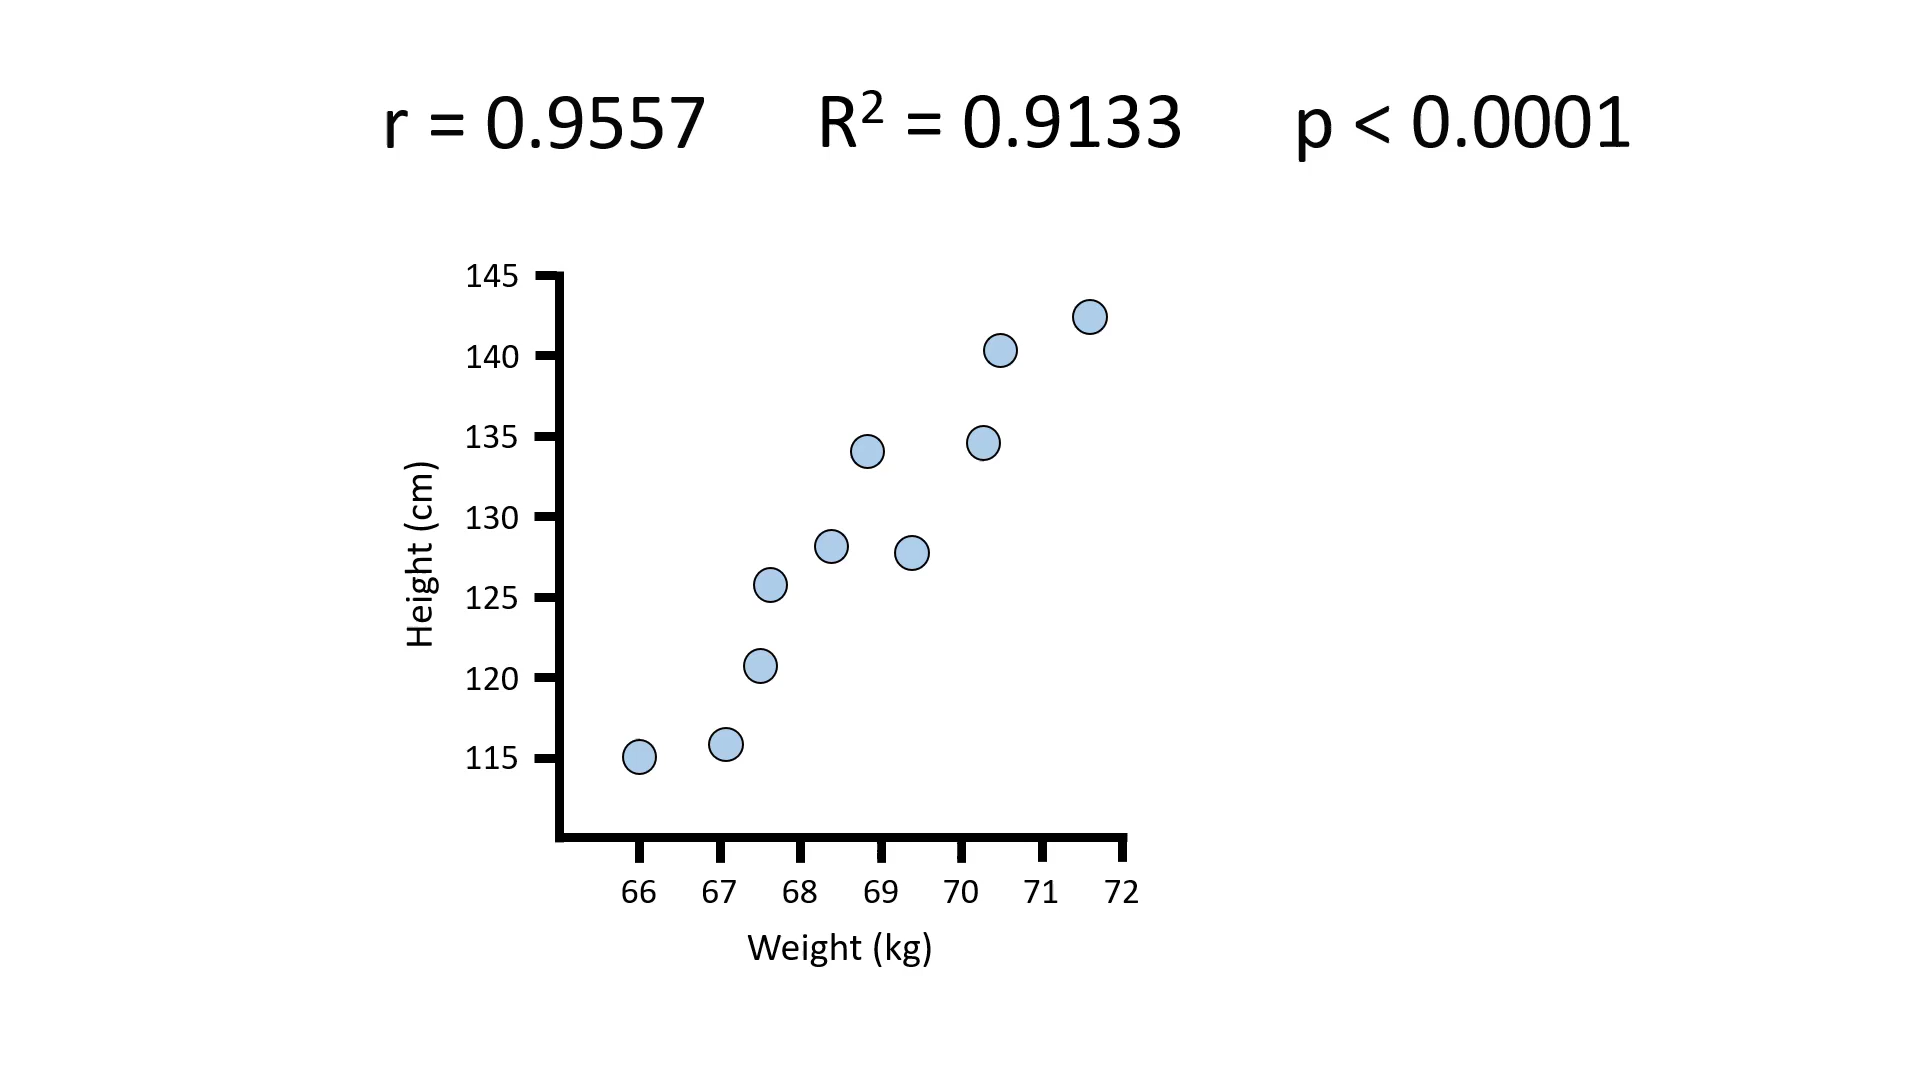 r = 0.9557 R² = 0.9133 p < 0.0001
145
140
135
130
125
120
115
Height (cm)
66 67 68 69 70 71 72
Weight (kg)